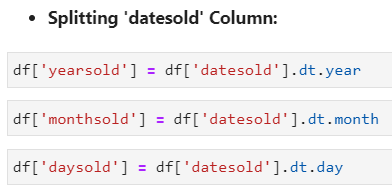 • Splitting 'datesold' Column:
df['yearsold'] = df['datesold'].dt.year
df['monthsold'] = df['datesold'].dt.month
df['daysold'] = df['datesold'].dt.day